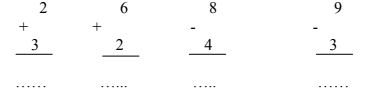 2 6 8 9
+ + - -
3 2 4 3
...... ...... ..... ......